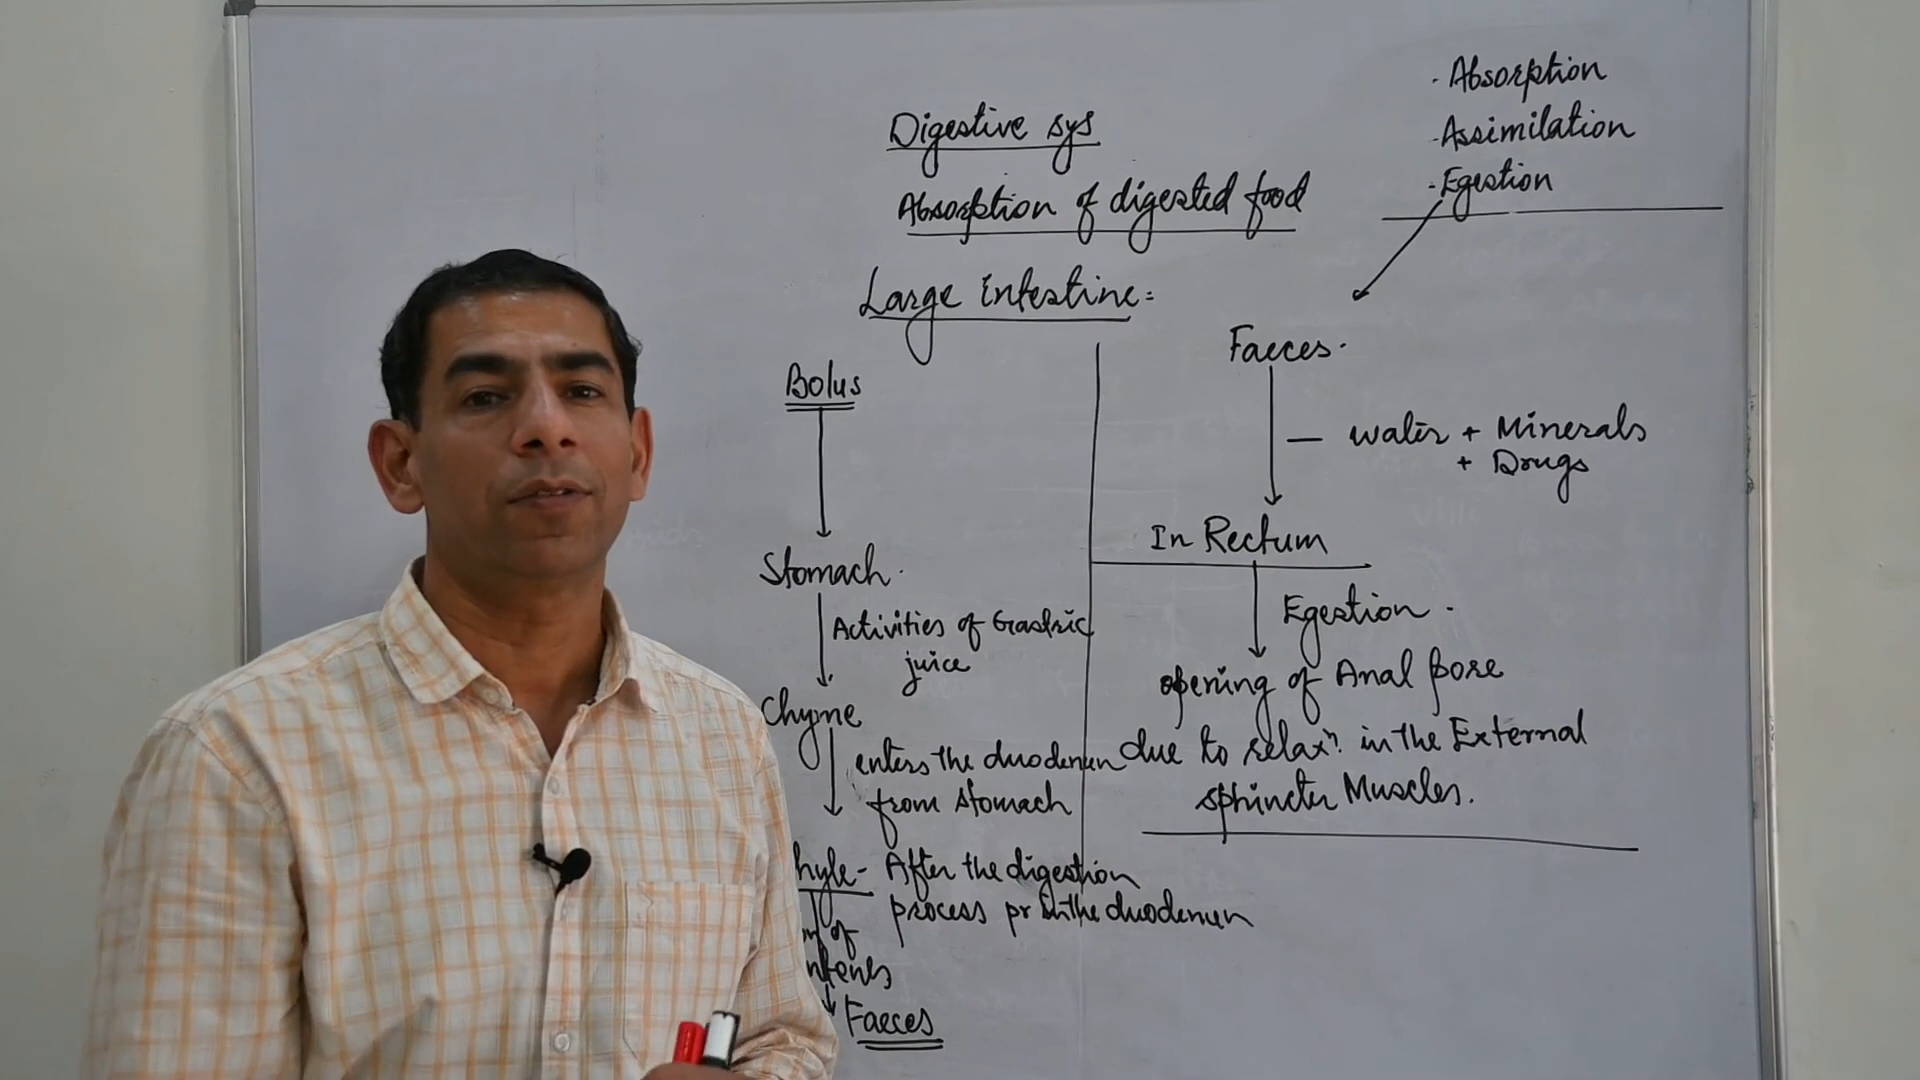 Digestive sys
Absorption of digested food
Large Intestine =
. Absorption
. Assimilation
. Egestion
Bolus
Stomach.
Activities of Gastric
juice
Chyme
enters the duodenum
from stomach
hyle - After the digestion
process pr in the duodenum
of
Faeces
Faeces.
— Water + Minerals
+ Drugs
In Rectum
Egestion.
opening of Anal pore
due to relaxn. in the External
sphincter Muscles.